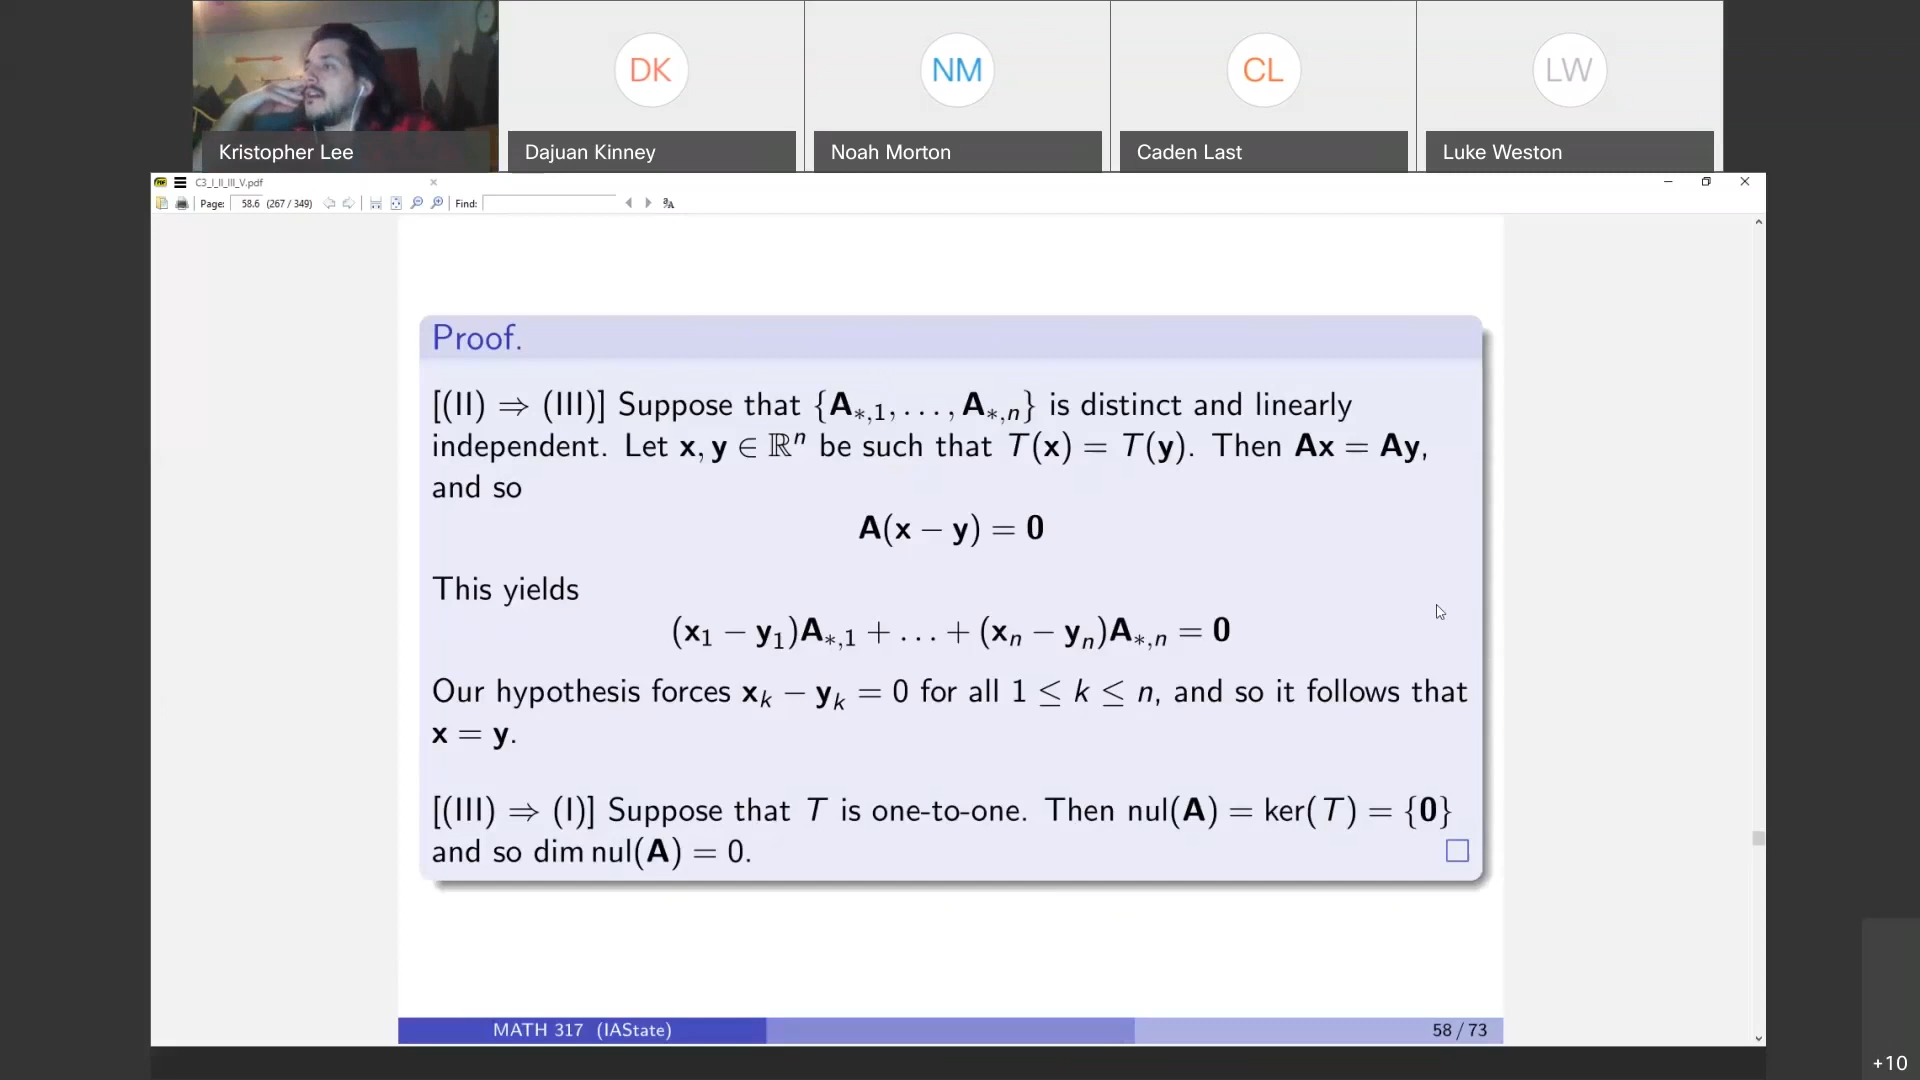 DK
NM
CL
LW
Kristopher Lee
Dajuan Kinney
Noah Morton
Caden Last
Luke Weston
C3_I_II_III_V.pdf
Page: 58.6 (267 / 349) Find:
Proof.
[(II) ⇒ (III)] Suppose that {A∗,1, . . . , A∗,n} is distinct and linearly
independent. Let x, y ∈ ℝⁿ be such that T(x) = T(y). Then Ax = Ay,
and so
A(x − y) = 0
This yields
(x₁ − y₁)A∗,1 + . . . + (xₙ − yₙ)A∗,n = 0
Our hypothesis forces xₖ − yₖ = 0 for all 1 ≤ k ≤ n, and so it follows that
x = y.
[(III) ⇒ (I)] Suppose that T is one-to-one. Then nul(A) = ker(T) = {0}
and so dim nul(A) = 0.
MATH 317 (IAState) 58 / 73
+10